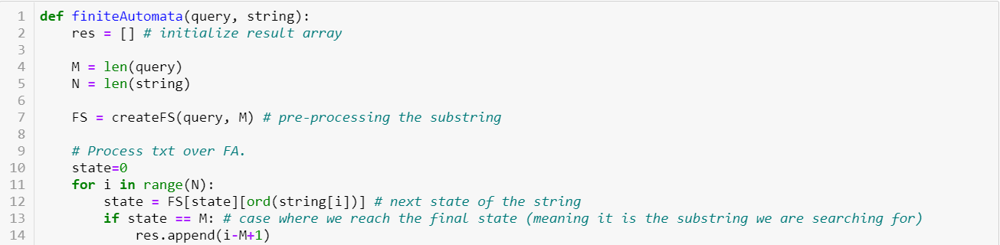 1 def finiteAutomata(query, string):
2     res = [] # initialize result array
3
4     M = len(query)
5     N = len(string)
6
7     FS = createFS(query, M) # pre-processing the substring
8
9     # Process txt over FA.
10     state=0
11     for i in range(N):
12         state = FS[state][ord(string[i])] # next state of the string
13         if state == M: # case where we reach the final state (meaning it is the substring we are searching for)
14             res.append(i-M+1)